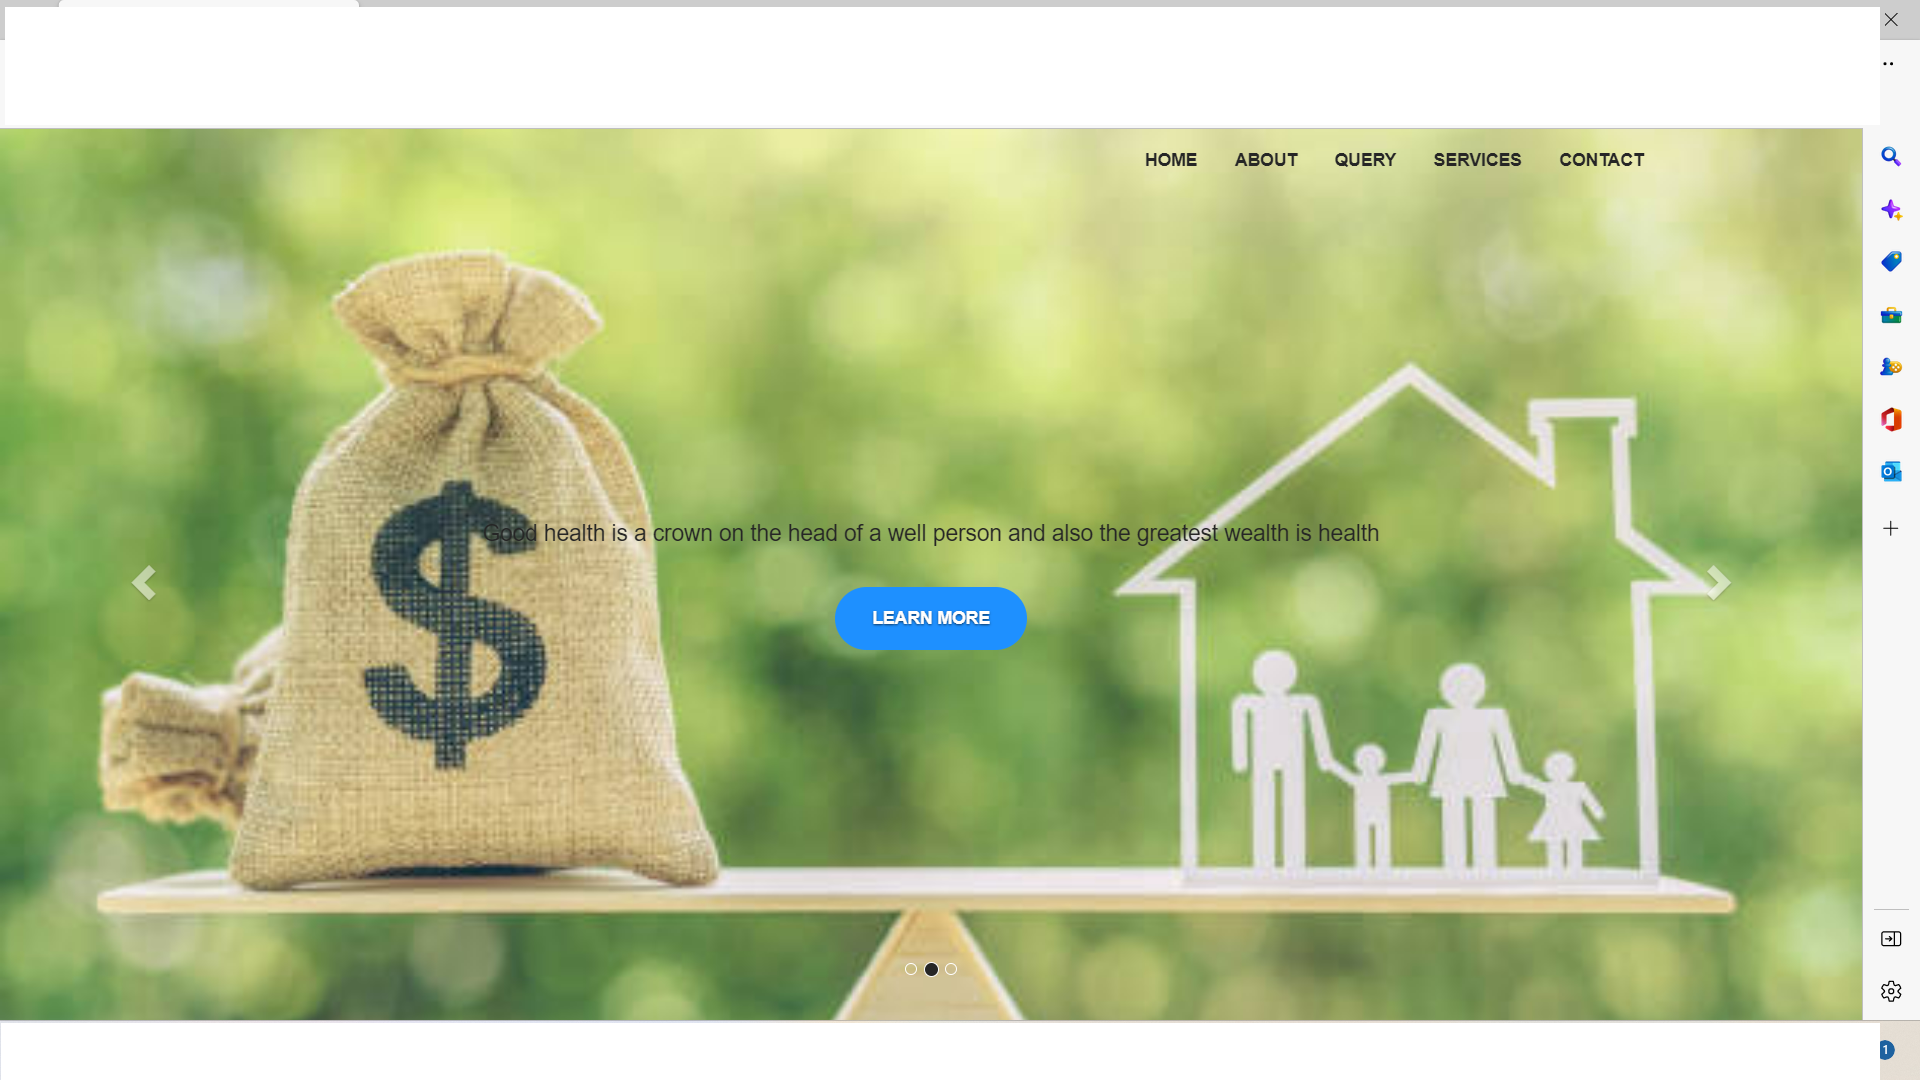 HOME ABOUT QUERY SERVICES CONTACT
$
Good health is a crown on the head of a well person and also the greatest wealth is health
LEARN MORE
1